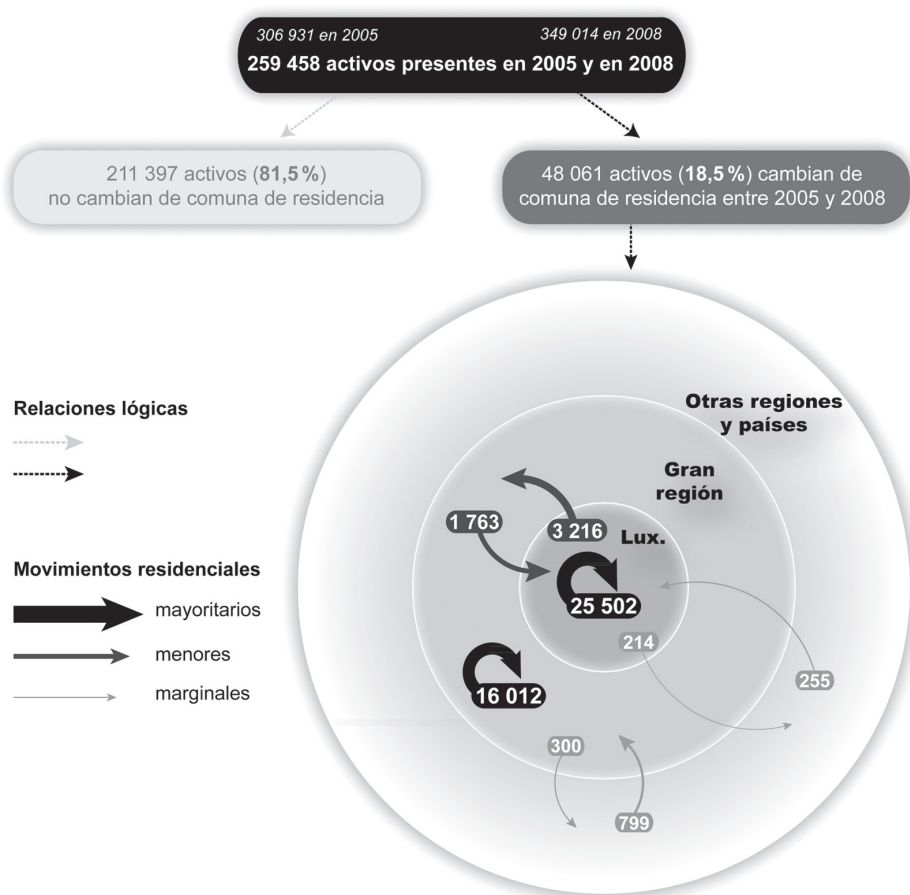 306 931 en 2005 349 014 en 2008
259 458 activos presentes en 2005 y en 2008
211 397 activos (81,5 %)
no cambian de comuna de residencia
48 061 activos (18,5 %) cambian de
comuna de residencia entre 2005 y 2008
Relaciones lógicas
Movimientos residenciales
mayoritarios
menores
marginales
Otras regiones
y países
Gran
región
Lux.
1 763
3 216
25 502
214
255
16 012
300
799